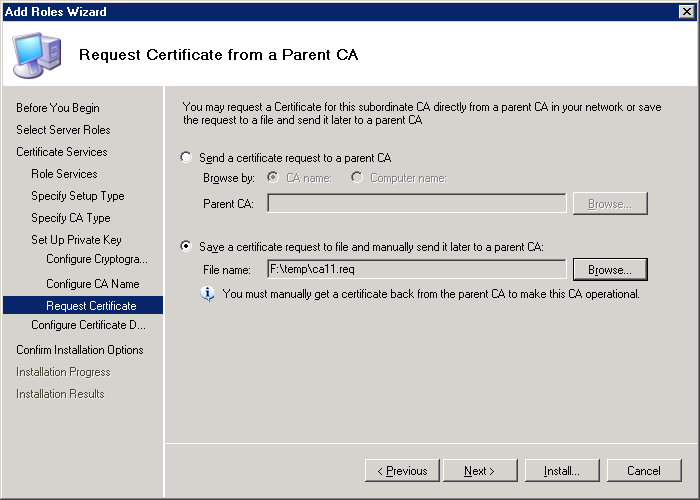 Add Roles Wizard
Request Certificate from a Parent CA
Before You Begin
Select Server Roles
Certificate Services
Role Services
Specify Setup Type
Specify CA Type
Set Up Private Key
Configure Cryptogra...
Configure CA Name
Request Certificate
Configure Certificate D...
Confirm Installation Options
Installation Progress
Installation Results
You may request a Certificate for this subordinate CA directly from a parent CA in your network or save
the request to a file and send it later to a parent CA
Send a certificate request to a parent CA
Browse by: CA name: Computer name:
Parent CA: Browse...
Save a certificate request to file and manually send it later to a parent CA:
File name: F:\temp\ca11.req Browse...
You must manually get a certificate back from the parent CA to make this CA operational.
< Previous Next > Install... Cancel